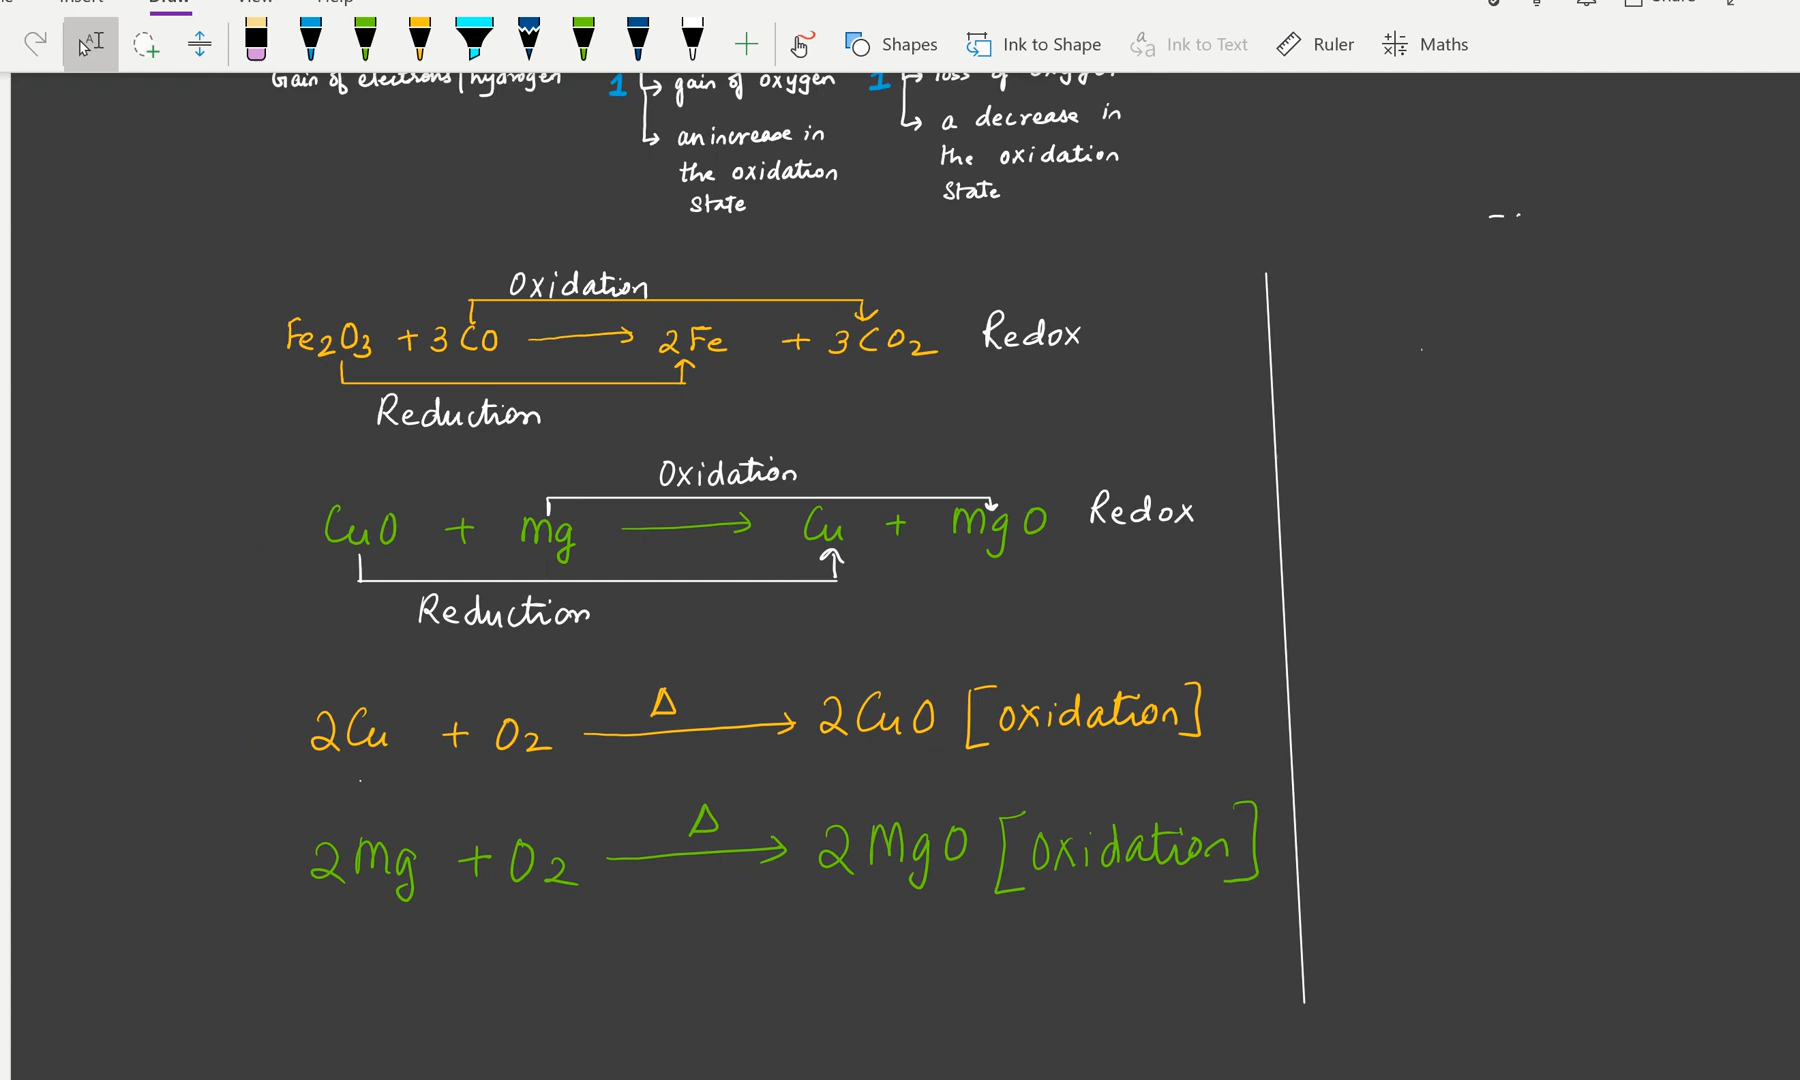 Insert Draw View Help Share
Shapes Ink to Shape Ink to Text Ruler Maths
Gain of electrons / hydrogen
1 gain of oxygen
an increase in
the oxidation
state
1 loss of oxygen
a decrease in
the oxidation
state
Oxidation
Fe2O3 + 3CO → 2Fe + 3CO2 Redox
Reduction
Oxidation
CuO + Mg → Cu + MgO Redox
Reduction
Δ
2Cu + O2 → 2CuO [oxidation]
Δ
2Mg + O2 → 2MgO [oxidation]